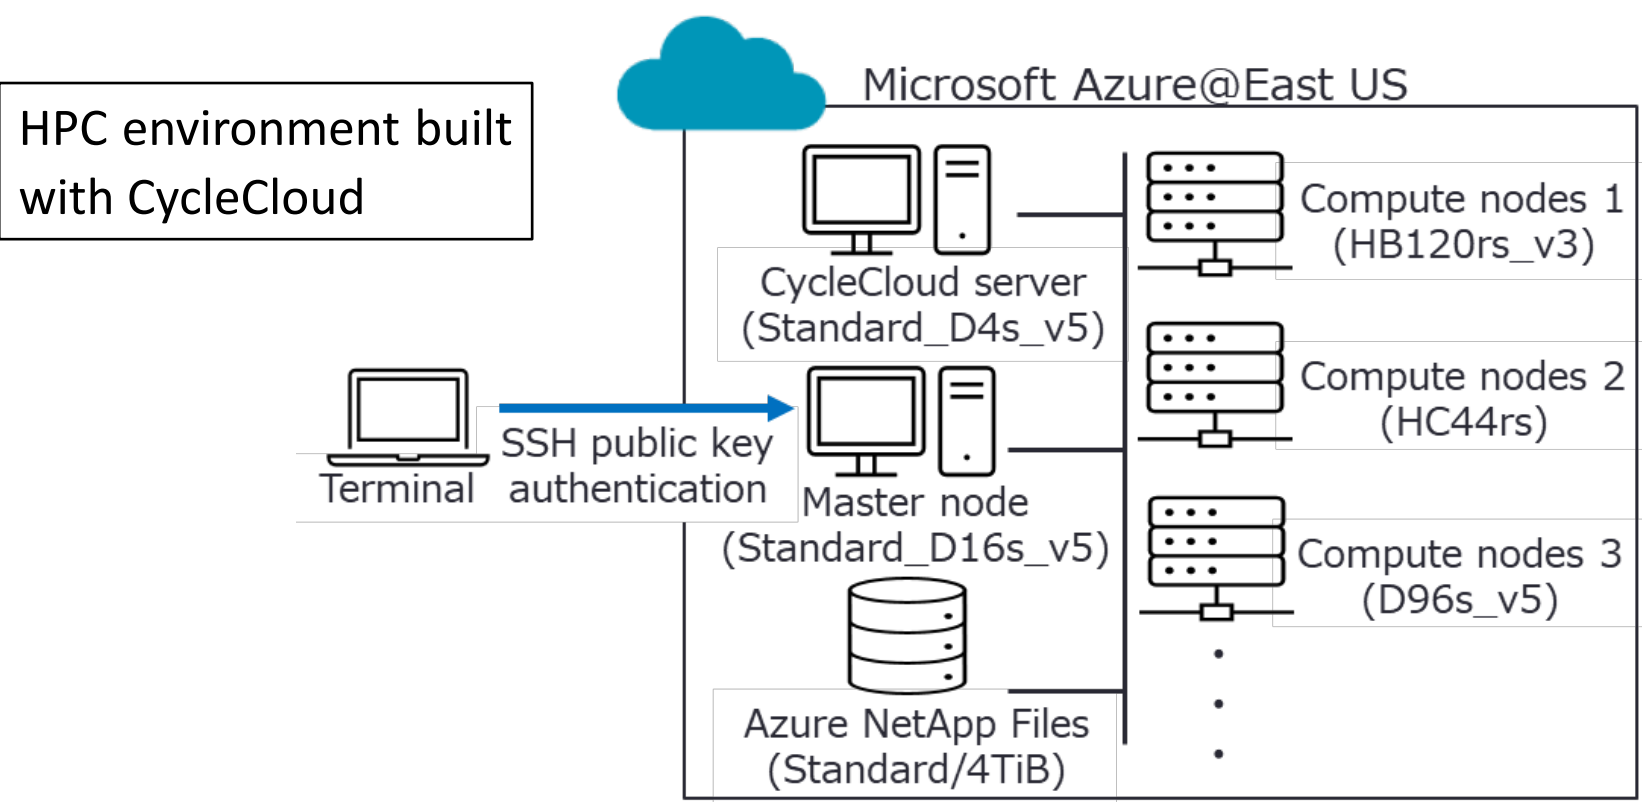 HPC environment built
with CycleCloud
Microsoft Azure@East US
CycleCloud server
(Standard_D4s_v5)
Compute nodes 1
(HB120rs_v3)
Compute nodes 2
(HC44rs)
SSH public key
authentication
Terminal
Master node
(Standard_D16s_v5)
Compute nodes 3
(D96s_v5)
Azure NetApp Files
(Standard/4TiB)